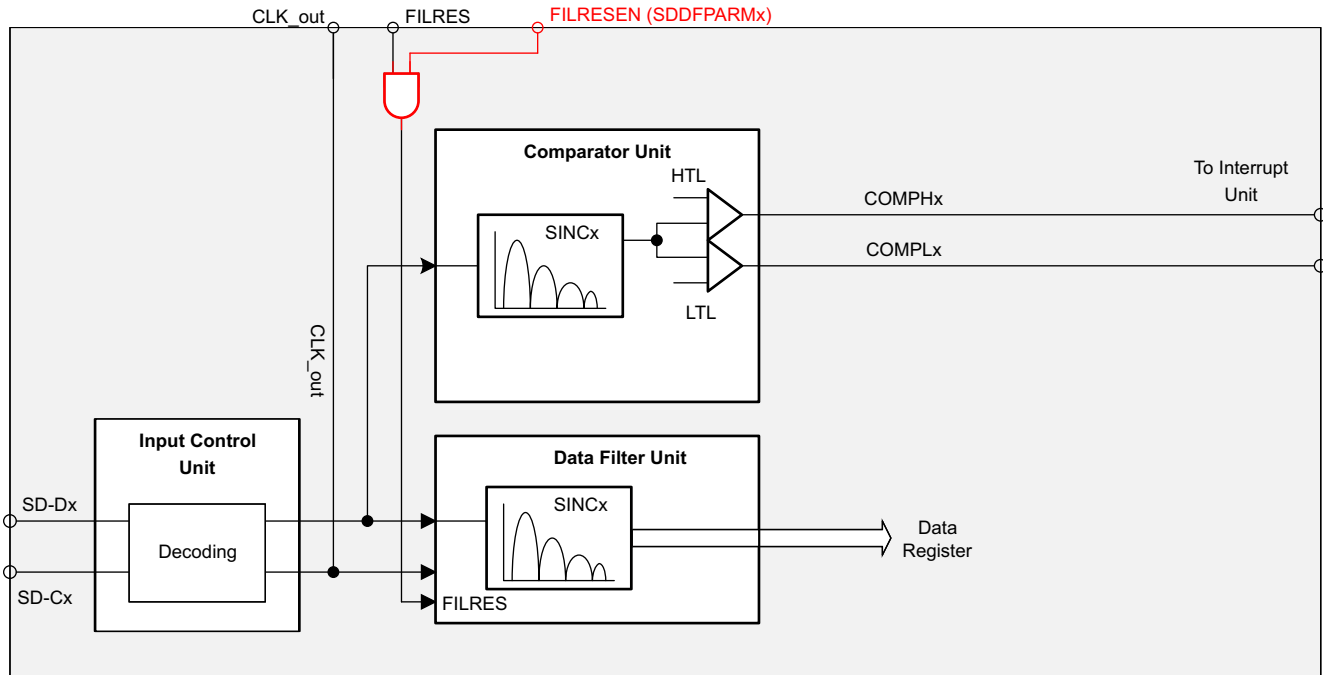 CLK_out
FILRES
FILRESEN (SDDFPARMx)
Comparator Unit
HTL
SINCx
LTL
COMPHx
COMPLx
To Interrupt
Unit
CLK_out
Input Control
Unit
SD-Dx
Decoding
SD-Cx
Data Filter Unit
SINCx
FILRES
Data
Register